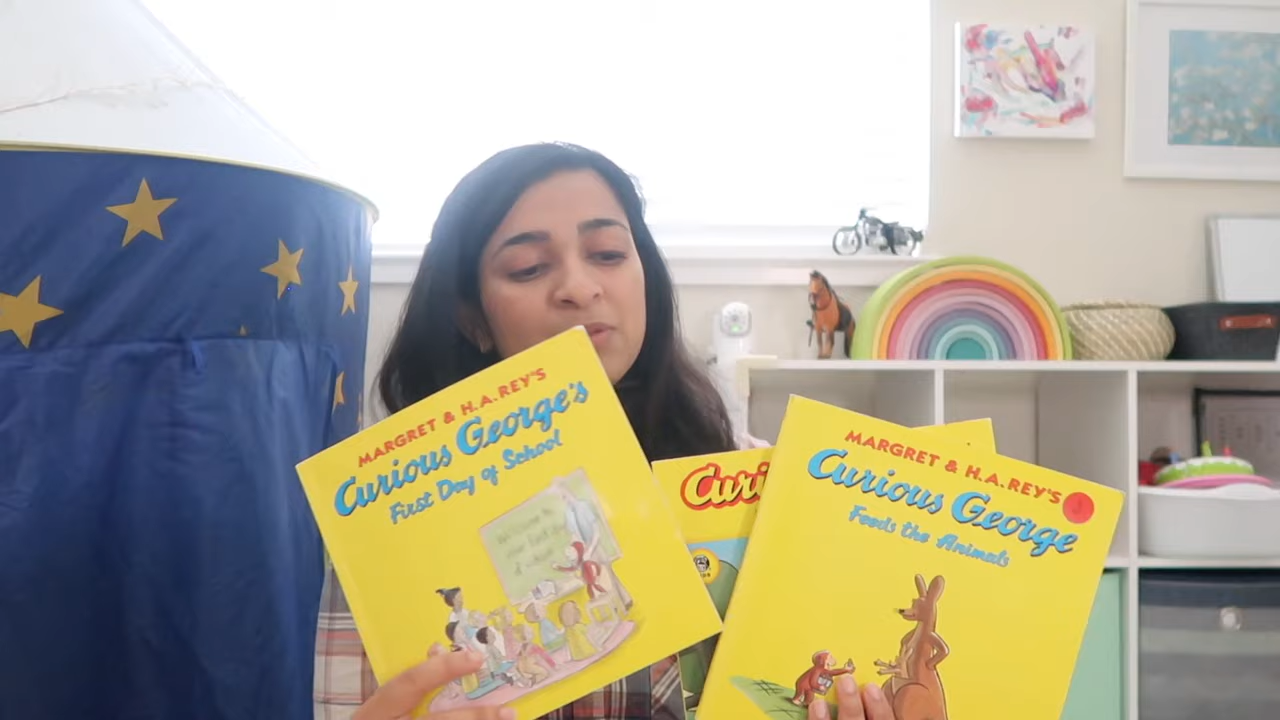 MARGRET & H.A.REY'S
Curious George's
First Day of School
Curi
MARGRET & H.A.REY'S
Curious George
Feeds the Animals